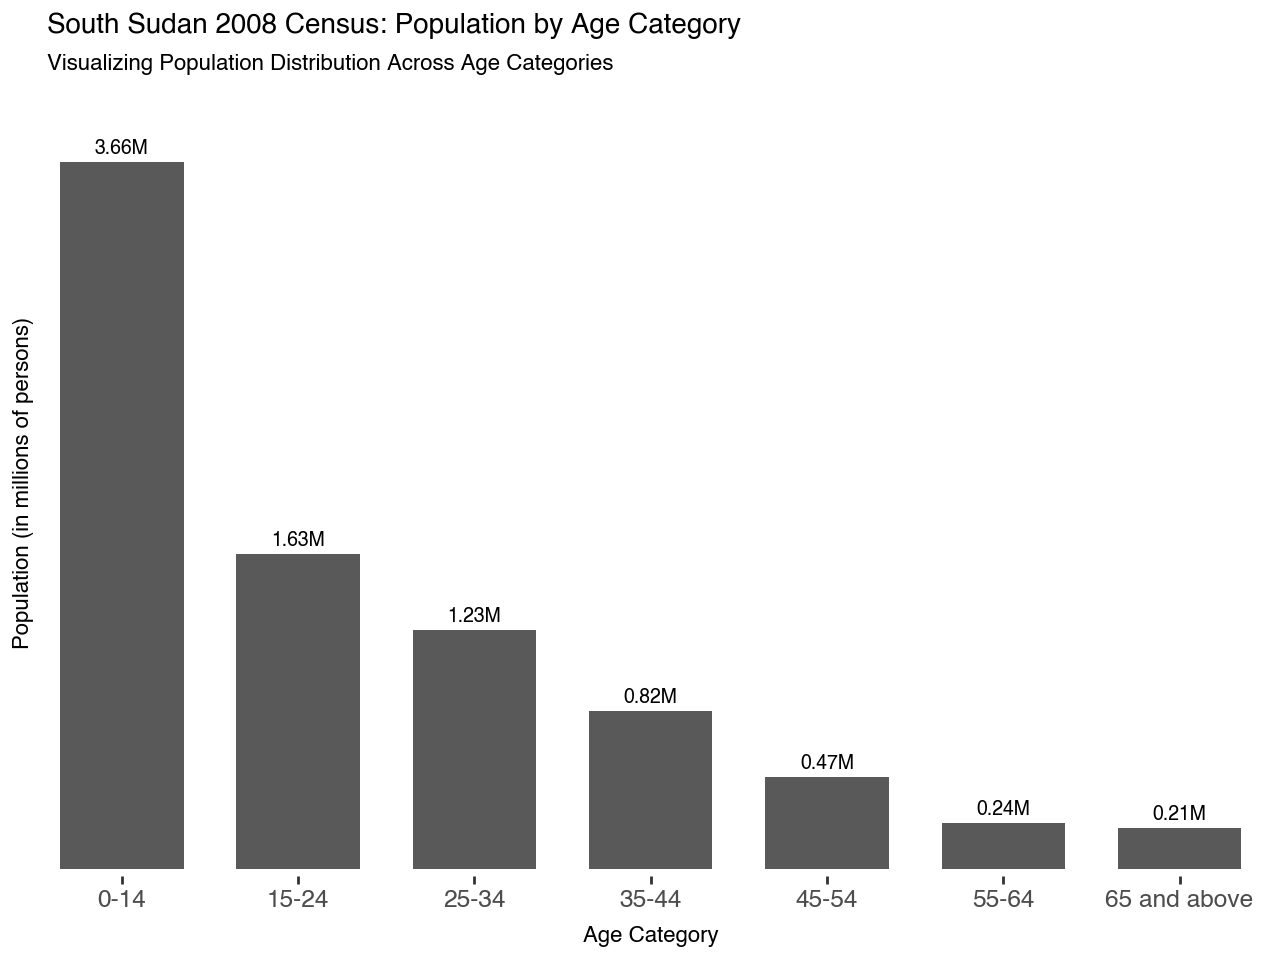 South Sudan 2008 Census: Population by Age Category
Visualizing Population Distribution Across Age Categories
Population (in millions of persons)
3.66M
1.63M
1.23M
0.82M
0.47M
0.24M
0.21M
0-14
15-24
25-34
35-44
45-54
55-64
65 and above
Age Category